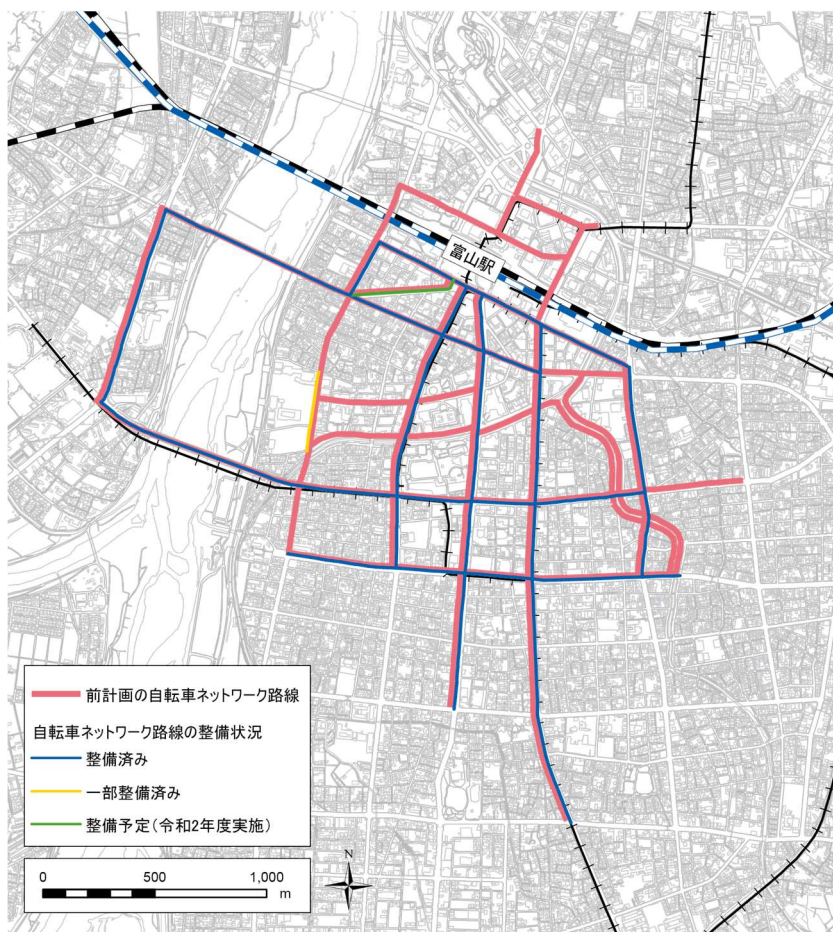 富山駅
前計画の自転車ネットワーク路線
自転車ネットワーク路線の整備状況
整備済み
一部整備済み
整備予定(令和2年度実施)
0 500 1,000
m
N